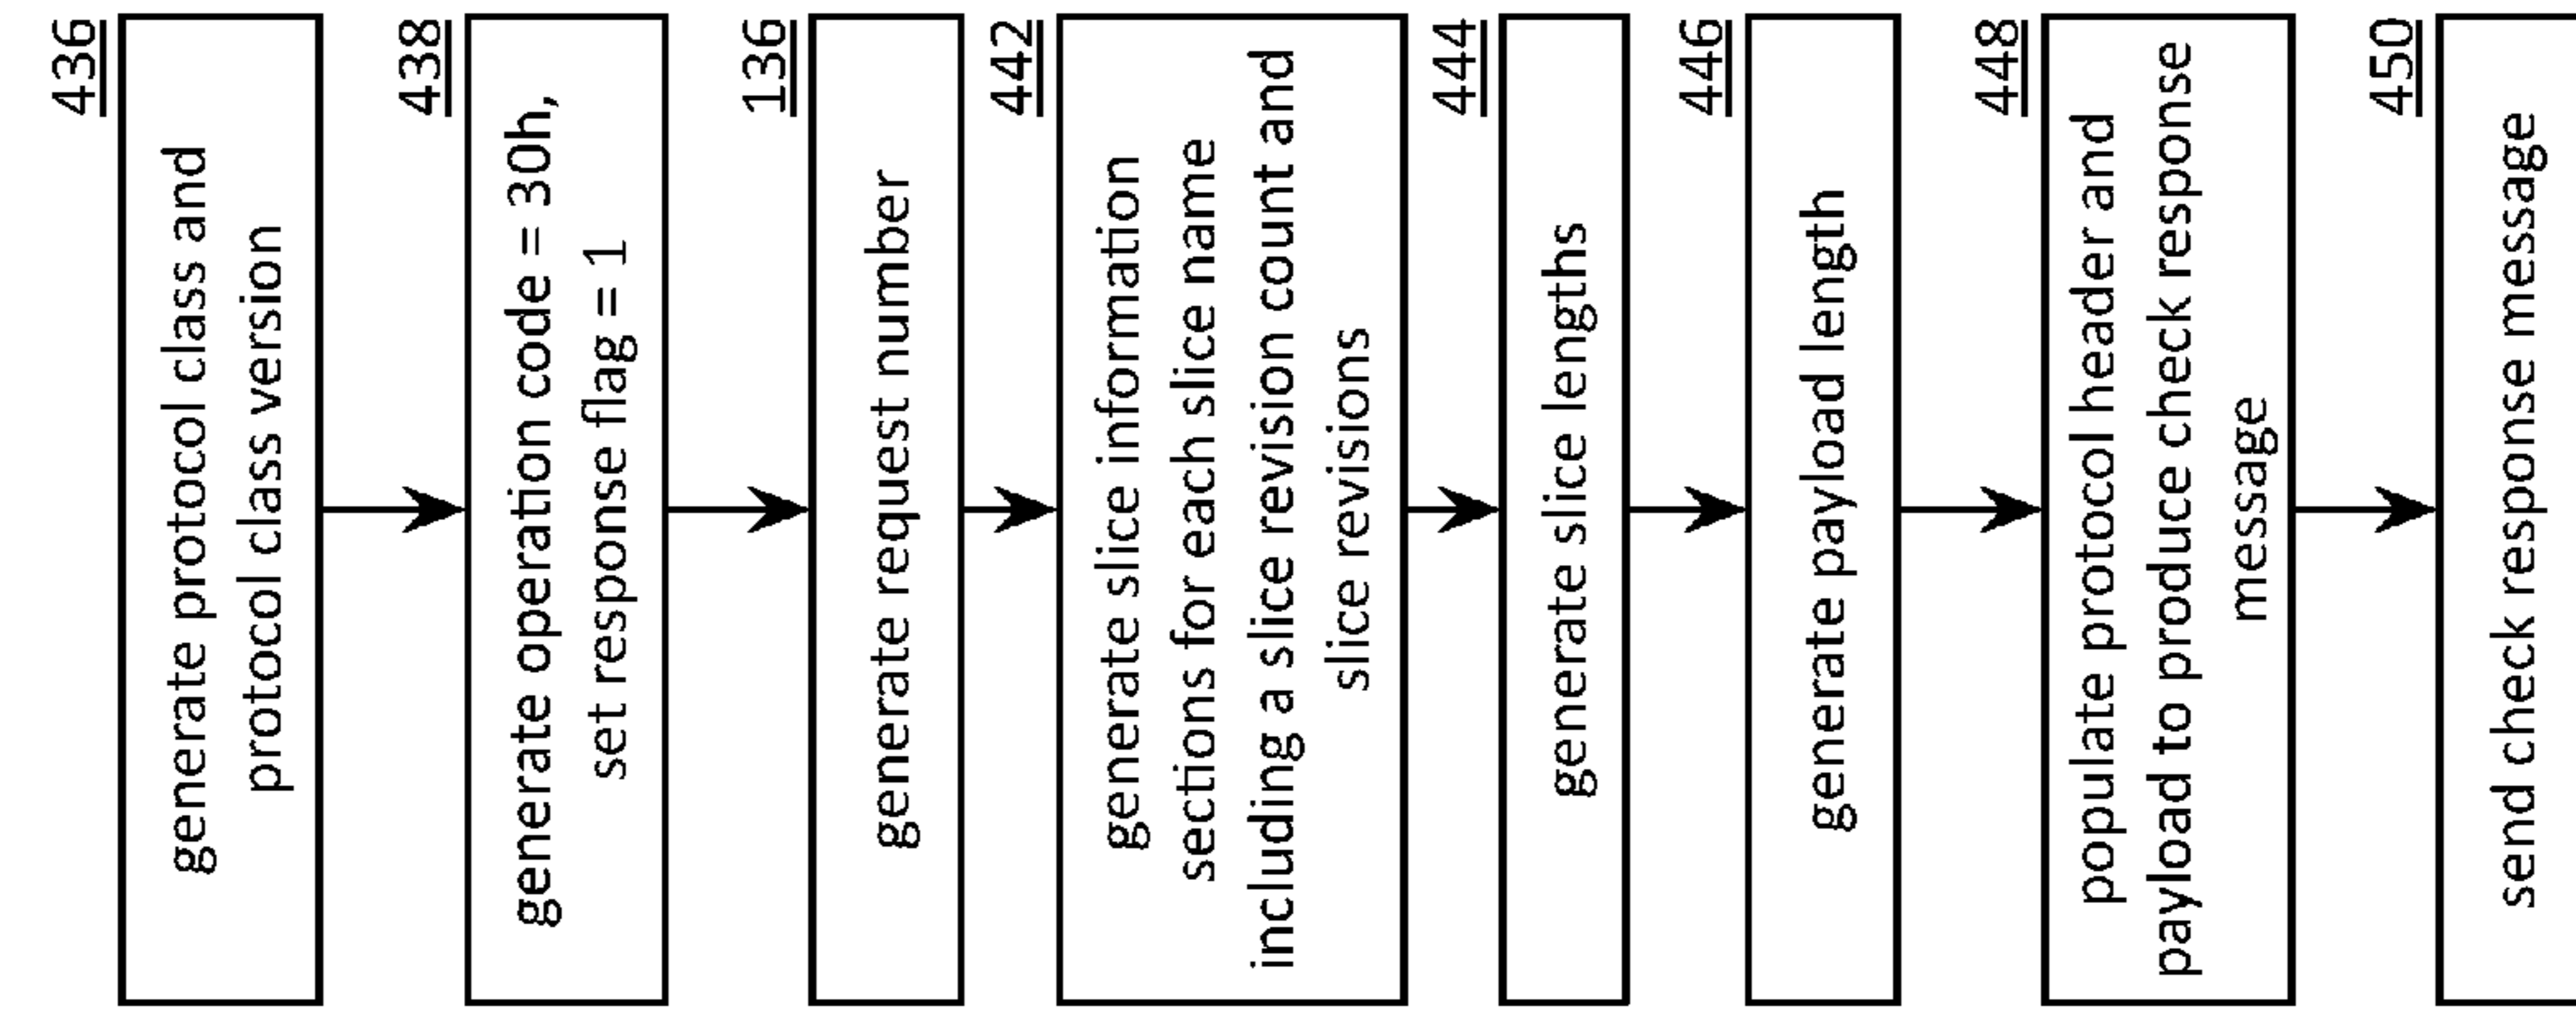 436
generate protocol class and
protocol class version
438
generate operation code = 30h,
set response flag = 1
136
generate request number
442
generate slice information
sections for each slice name
including a slice revision count and
slice revisions
444
generate slice lengths
446
generate payload length
448
populate protocol header and
payload to produce check response
message
450
send check response message